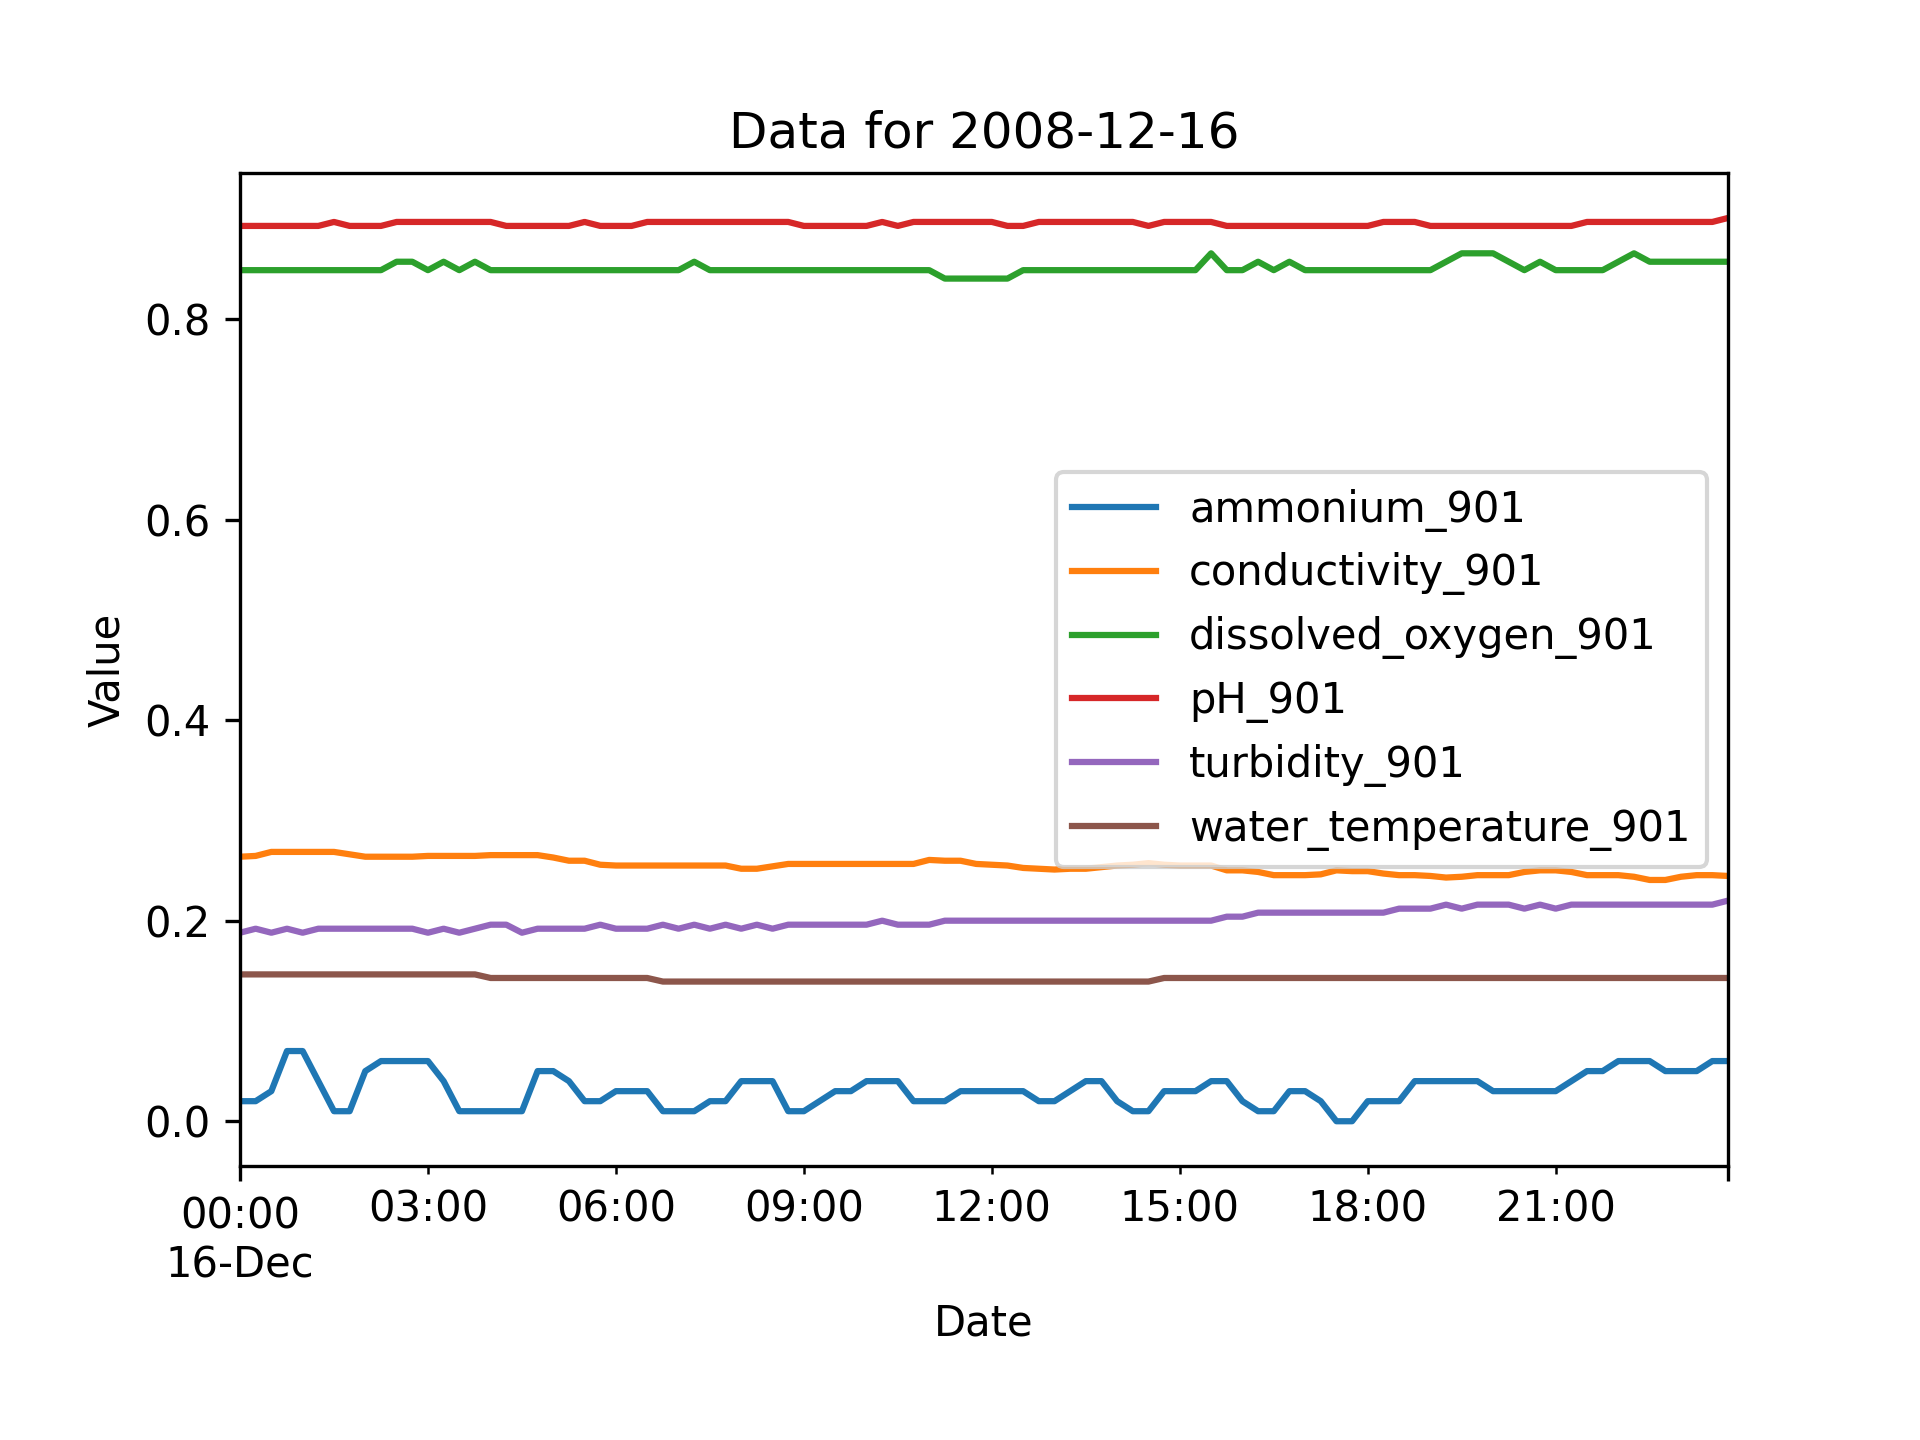 Data for 2008-12-16
Value
0.8
0.6
0.4
0.2
0.0
ammonium_901
conductivity_901
dissolved_oxygen_901
pH_901
turbidity_901
water_temperature_901
00:00 03:00 06:00 09:00 12:00 15:00 18:00 21:00
16-Dec
Date